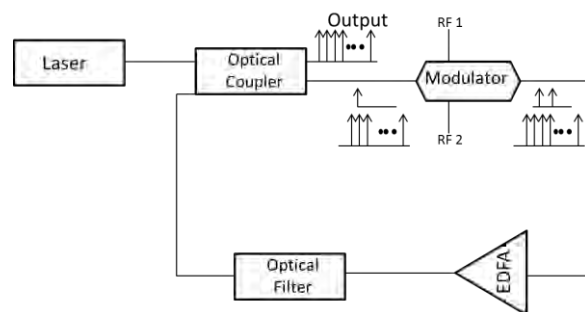 Output
RF 1
Laser
Optical
Coupler
Modulator
RF 2
Optical
Filter
EDFA